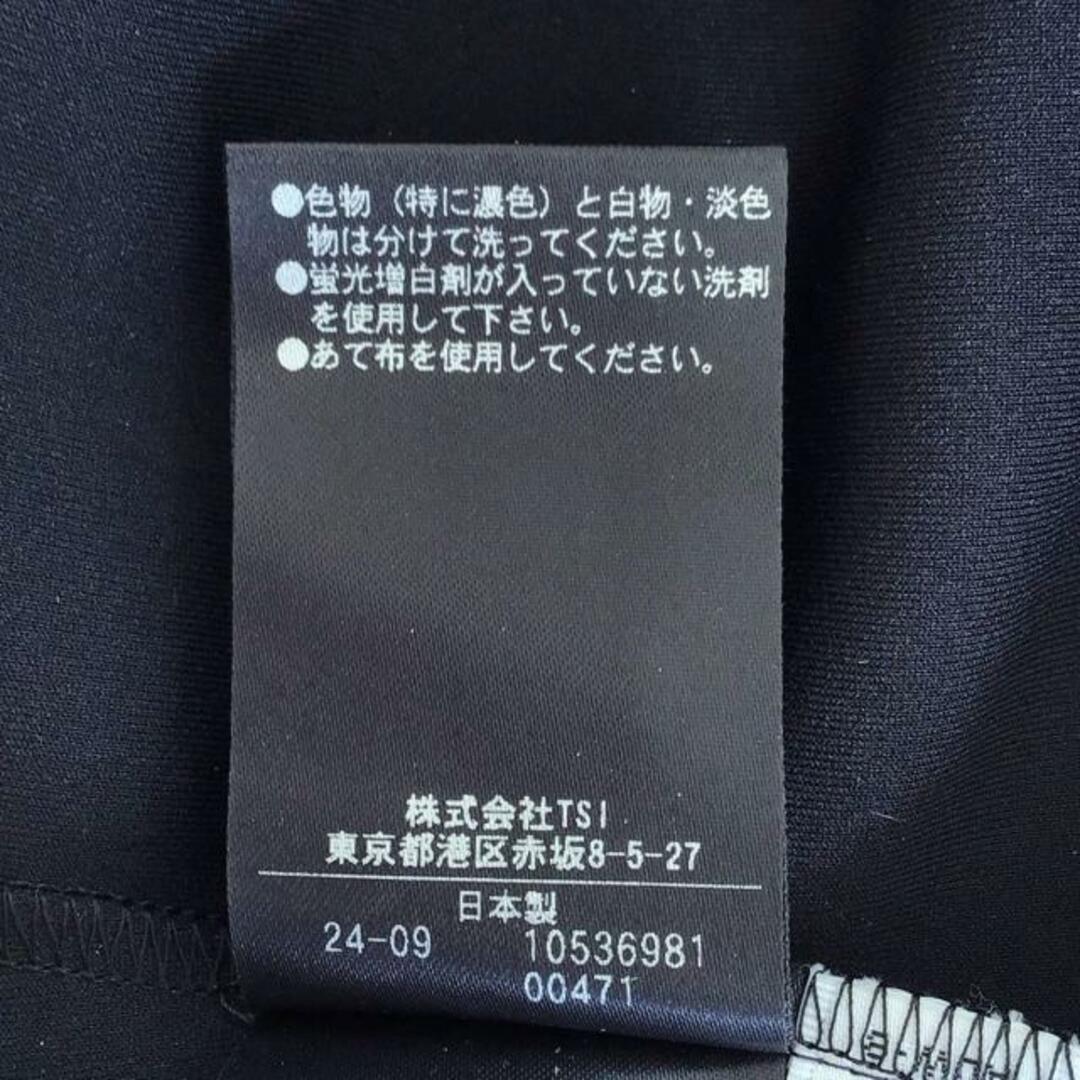 ●色物（特に濃色）と白物・淡色
物は分けて洗ってください。
●蛍光増白剤が入っていない洗剤
を使用して下さい。
●あて布を使用してください。
株式会社TSI
東京都港区赤坂8-5-27
日本製
24-09 10536981
00471